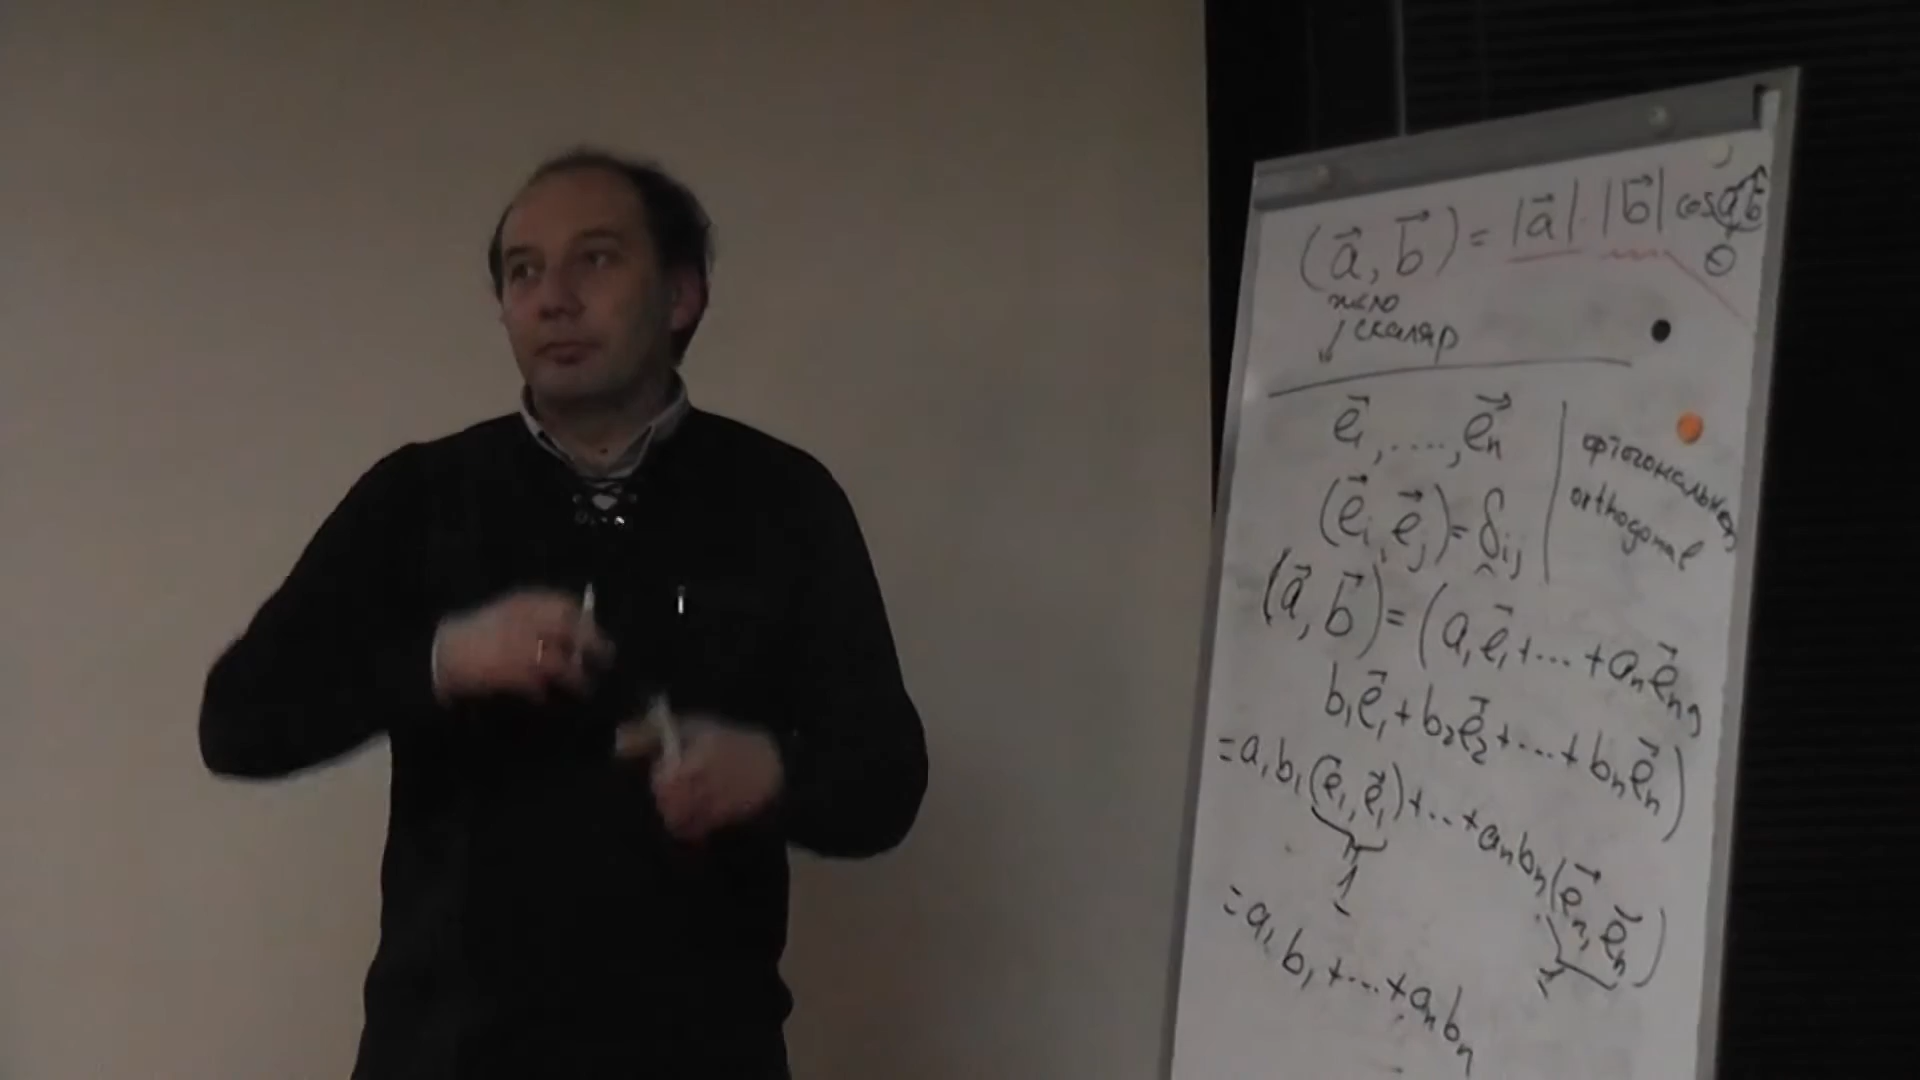 (a⃗, b⃗) = |a⃗|·|b⃗| cos a⃗b⃗
θ
число
скаляр
e⃗₁, ...., e⃗ₙ
ортогональный
orthogonal
(e⃗ᵢ, e⃗ⱼ) = δᵢⱼ
(a⃗, b⃗) = (a₁e⃗₁ + ... + aₙe⃗ₙ,
b₁e⃗₁ + b₂e⃗₂ + ... + bₙe⃗ₙ)
= a₁b₁(e⃗₁, e⃗₁) + ... + aₙbₙ(e⃗ₙ, e⃗ₙ)
1
1
= a₁b₁ + ... + aₙbₙ